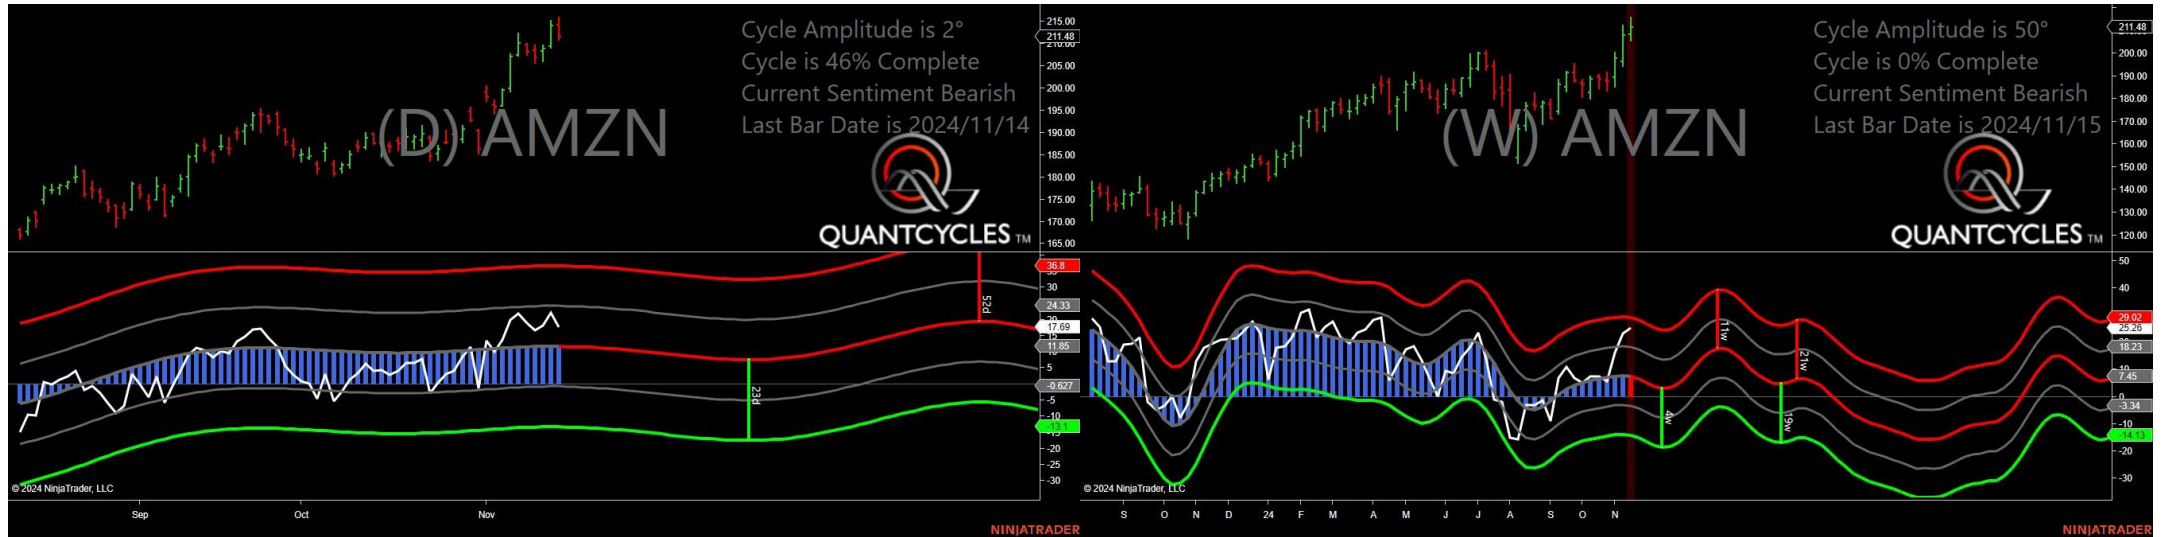 Cycle Amplitude is 2°
Cycle is 46% Complete
Current Sentiment Bearish
Last Bar Date is 2024/11/14
(D) AMZN
QUANTCYCLES TM
215.00
211.48
210.00
205.00
200.00
195.00
190.00
185.00
180.00
175.00
170.00
165.00
36.8
30
24.33
17.69
11.85
5
-0.627
-5
-10
-13.1
-20
-25
-30
52d
23d
© 2024 NinjaTrader, LLC
Sep
Oct
Nov
NINJATRADER
Cycle Amplitude is 50°
Cycle is 0% Complete
Current Sentiment Bearish
Last Bar Date is 2024/11/15
(W) AMZN
QUANTCYCLES TM
211.48
200.00
190.00
180.00
170.00
160.00
150.00
140.00
130.00
120.00
50
40
29.02
25.26
18.23
10
7.45
0
-3.34
-10
-14.13
-20
-30
11w
21w
4w
19w
© 2024 NinjaTrader, LLC
S
O
N
D
24
F
M
A
M
J
J
A
S
O
N
NINJATRADER